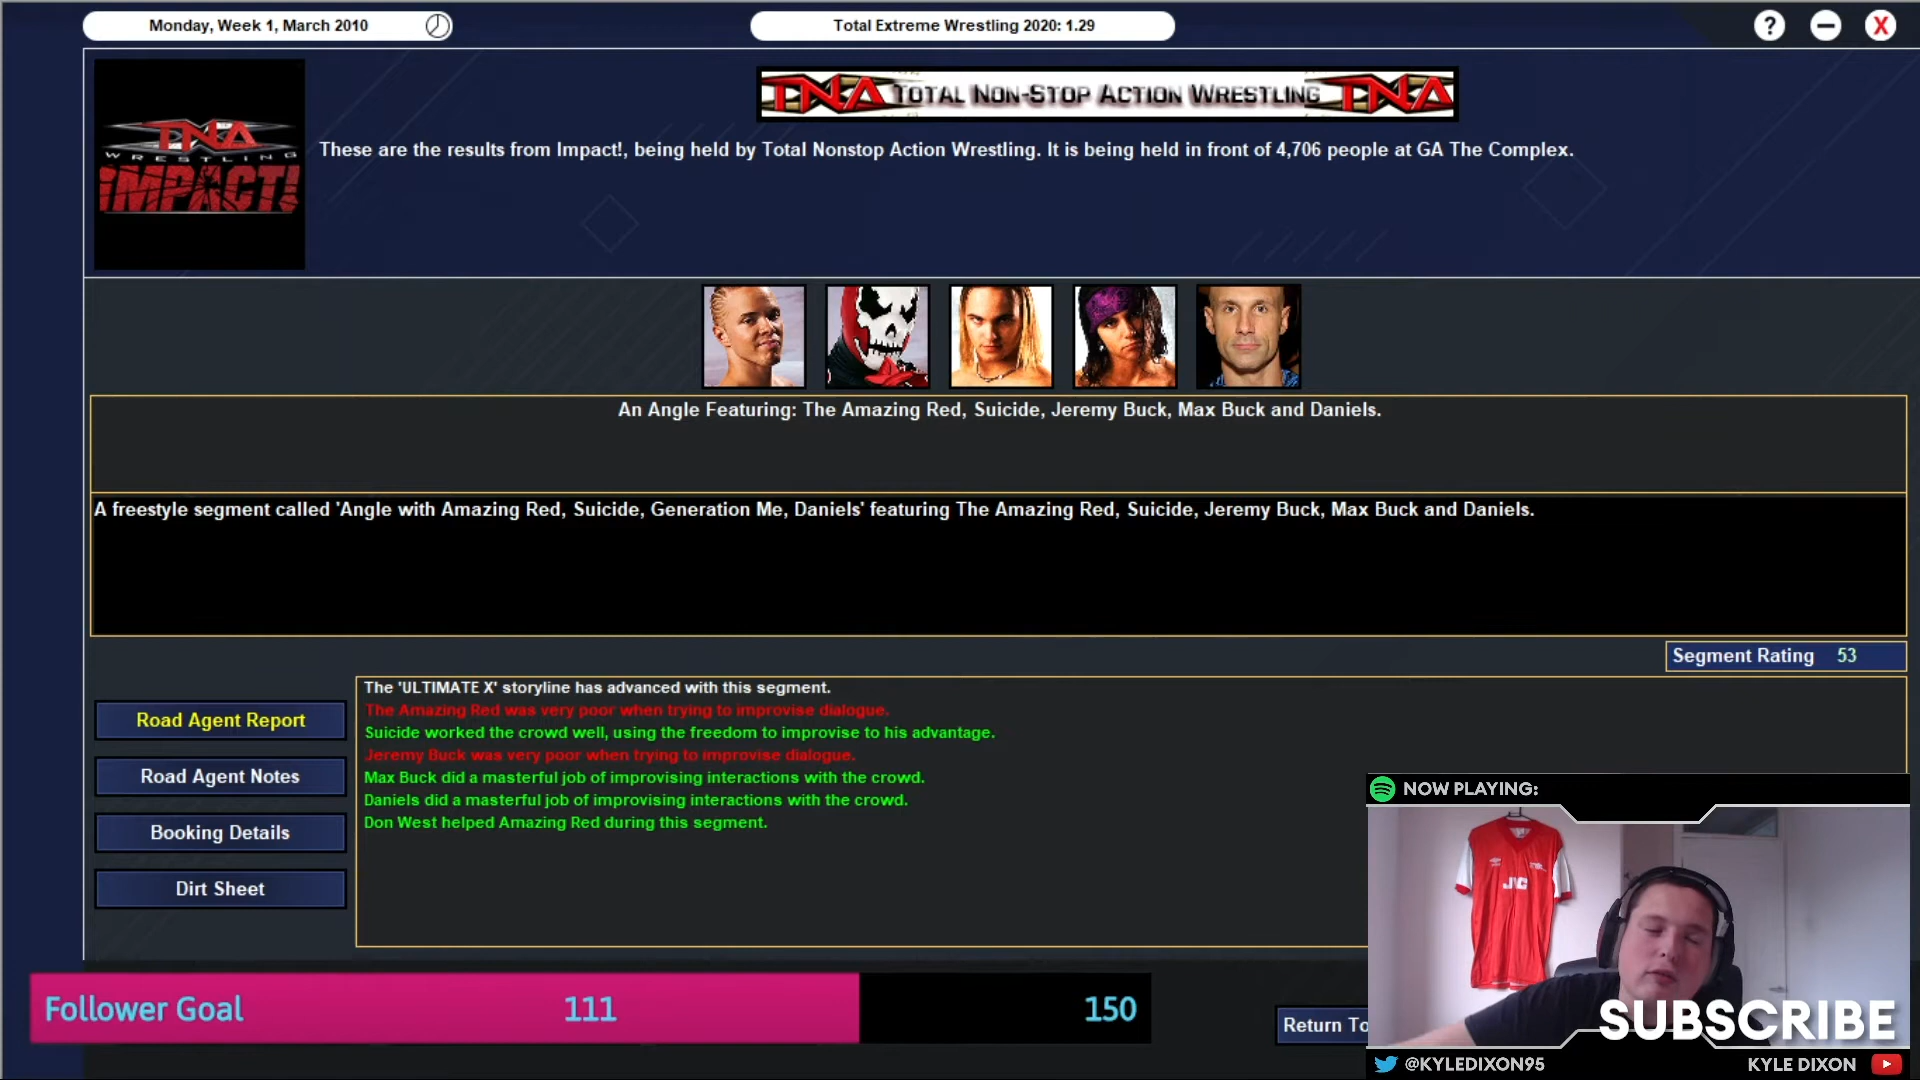 Monday, Week 1, March 2010
Total Extreme Wrestling 2020: 1.29
?
X
TNA
WRESTLING
iMPACT!
TNA TOTAL NON-STOP ACTION WRESTLING TNA
These are the results from Impact!, being held by Total Nonstop Action Wrestling. It is being held in front of 4,706 people at GA The Complex.
An Angle Featuring: The Amazing Red, Suicide, Jeremy Buck, Max Buck and Daniels.
A freestyle segment called 'Angle with Amazing Red, Suicide, Generation Me, Daniels' featuring The Amazing Red, Suicide, Jeremy Buck, Max Buck and Daniels.
Segment Rating 53
Road Agent Report
Road Agent Notes
Booking Details
Dirt Sheet
The 'ULTIMATE X' storyline has advanced with this segment.
The Amazing Red was very poor when trying to improvise dialogue.
Suicide worked the crowd well, using the freedom to improvise to his advantage.
Jeremy Buck was very poor when trying to improvise dialogue.
Max Buck did a masterful job of improvising interactions with the crowd.
Daniels did a masterful job of improvising interactions with the crowd.
Don West helped Amazing Red during this segment.
NOW PLAYING:
JVC
Follower Goal 111 150
Return To
SUBSCRIBE
@KYLEDIXON95
KYLE DIXON